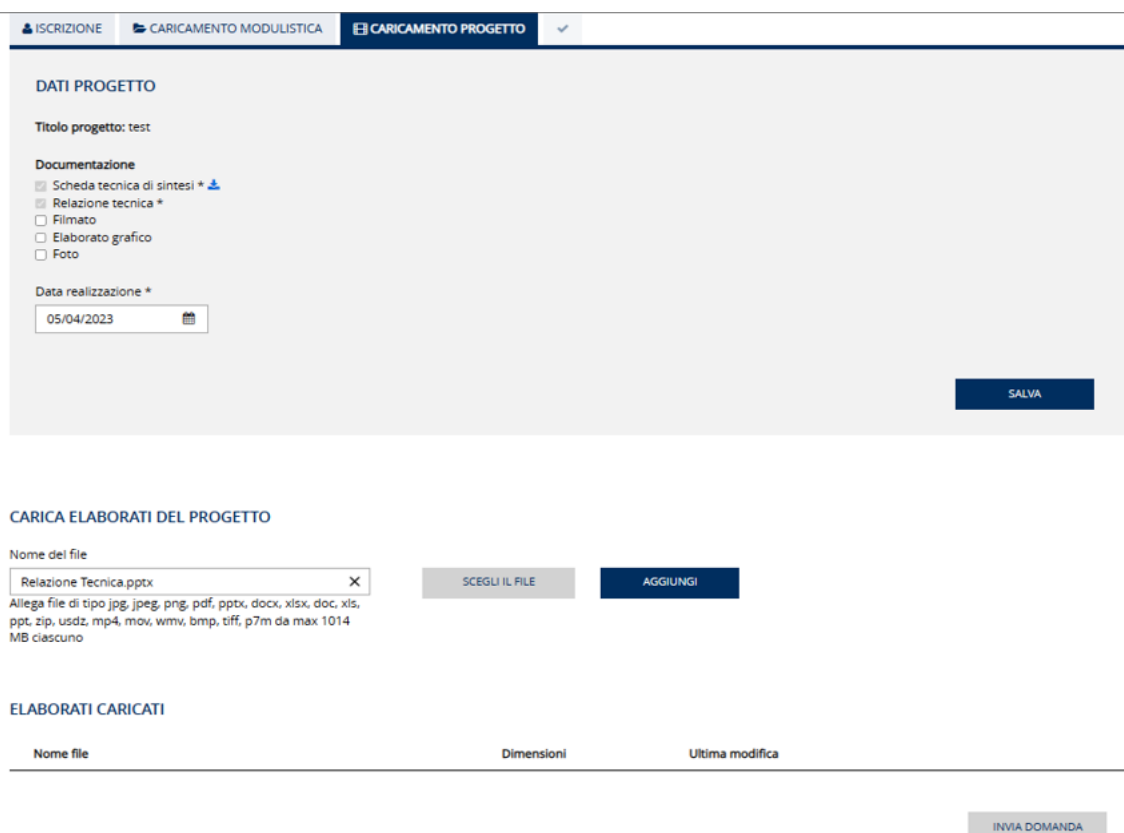 ISCRIZIONE CARICAMENTO MODULISTICA CARICAMENTO PROGETTO
DATI PROGETTO
Titolo progetto: test
Documentazione
Scheda tecnica di sintesi *
Relazione tecnica *
Filmato
Elaborato grafico
Foto
Data realizzazione *
05/04/2023
SALVA
CARICA ELABORATI DEL PROGETTO
Nome del file
Relazione Tecnica.pptx SCEGLI IL FILE AGGIUNGI
Allega file di tipo jpg, jpeg, png, pdf, pptx, docx, xlsx, doc, xls,
ppt, zip, usdz, mp4, mov, wmv, bmp, tiff, p7m da max 1014
MB ciascuno
ELABORATI CARICATI
Nome file Dimensioni Ultima modifica
INVIA DOMANDA